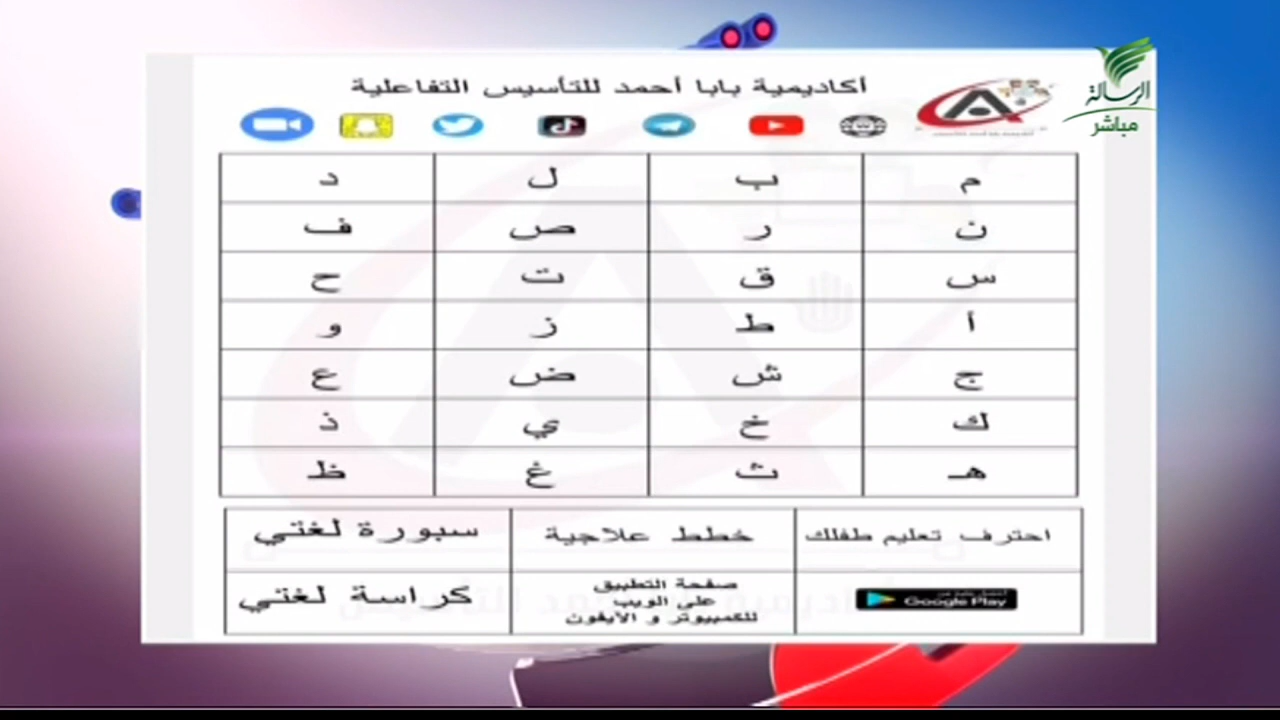 أكاديمية بابا أحمد للتأسيس التفاعلية
الرسالة
مباشر
م ب ل د
ن ر ص ف
س ق ت ح
أ ط ز و
ج ش ض ع
ك خ ي ذ
هـ ث غ ظ
احترف تعليم طفلك خطط علاجية سبورة لغتي
Google Play
صفحة التطبيق
على الويب
للكمبيوتر و الأيفون
كراسة لغتي